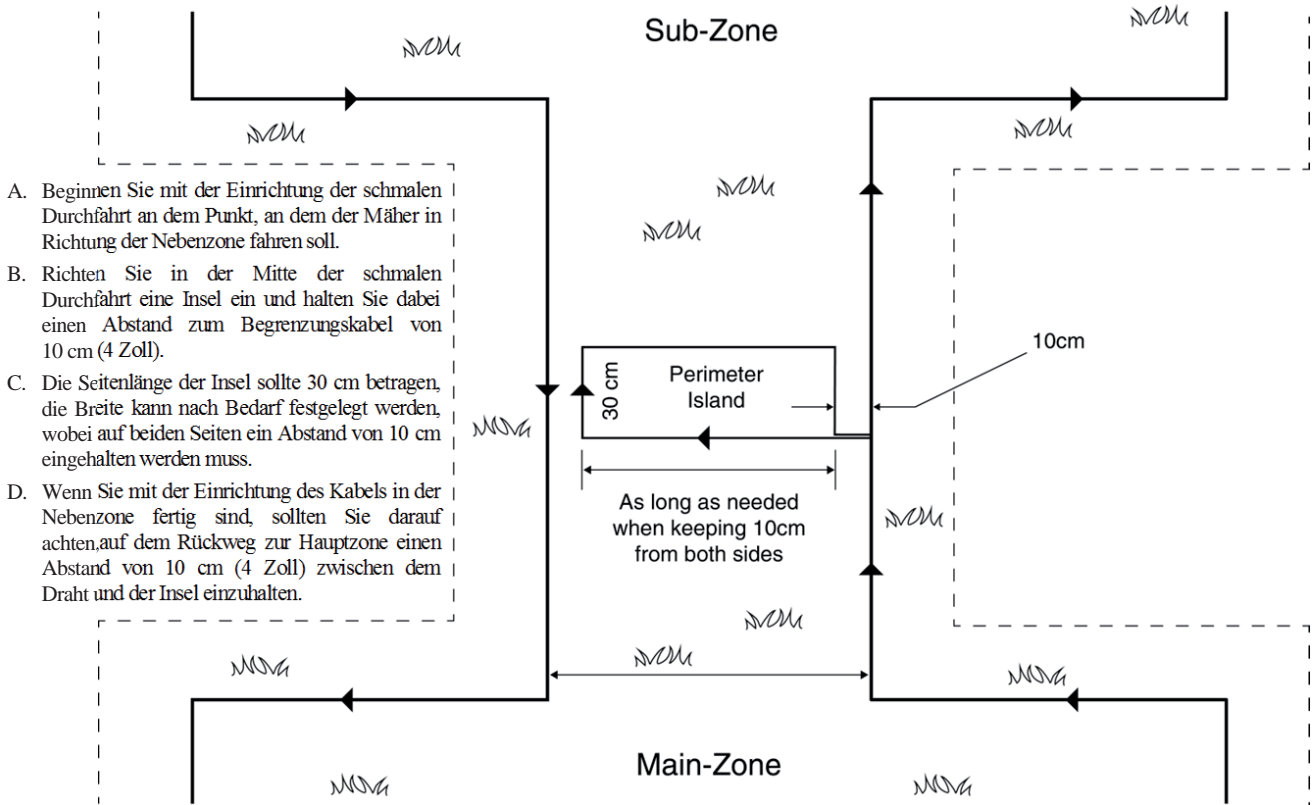 Sub-Zone
A. Beginnen Sie mit der Einrichtung der schmalen
Durchfahrt an dem Punkt, an dem der Mäher in
Richtung der Nebenzone fahren soll.
B. Richten Sie in der Mitte der schmalen
Durchfahrt eine Insel ein und halten Sie dabei
einen Abstand zum Begrenzungskabel von
10 cm (4 Zoll).
C. Die Seitenlänge der Insel sollte 30 cm betragen,
die Breite kann nach Bedarf festgelegt werden,
wobei auf beiden Seiten ein Abstand von 10 cm
eingehalten werden muss.
D. Wenn Sie mit der Einrichtung des Kabels in der
Nebenzone fertig sind, sollten Sie darauf
achten,auf dem Rückweg zur Hauptzone einen
Abstand von 10 cm (4 Zoll) zwischen dem
Draht und der Insel einzuhalten.
30 cm
Perimeter
Island
10cm
As long as needed
when keeping 10cm
from both sides
Main-Zone